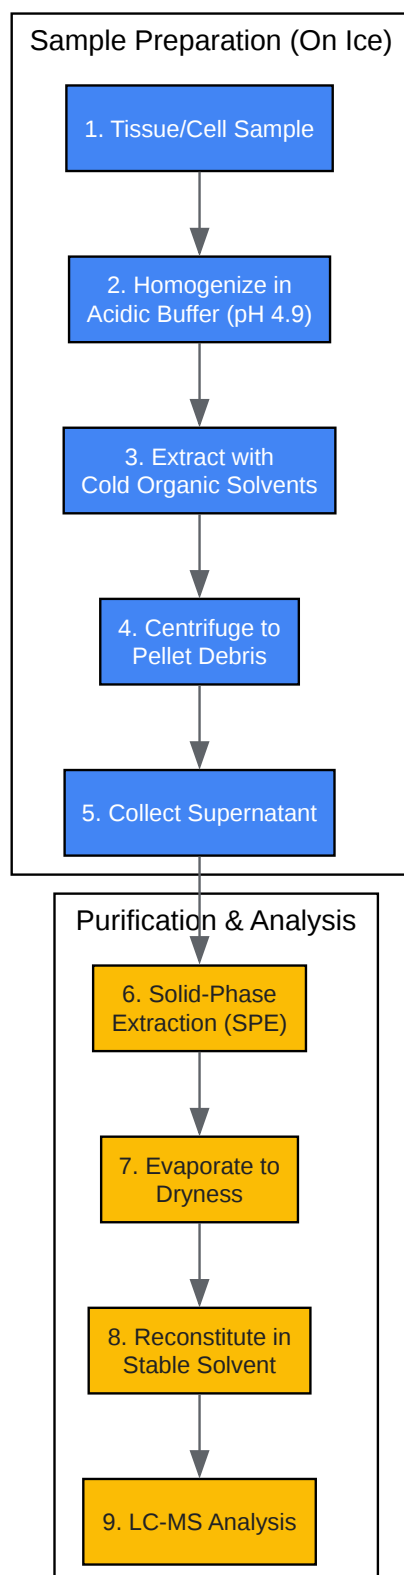 Sample Preparation (On Ice)
1. Tissue/Cell Sample
2. Homogenize in
Acidic Buffer (pH 4.9)
3. Extract with
Cold Organic Solvents
4. Centrifuge to
Pellet Debris
5. Collect Supernatant
Purification & Analysis
6. Solid-Phase
Extraction (SPE)
7. Evaporate to
Dryness
8. Reconstitute in
Stable Solvent
9. LC-MS Analysis